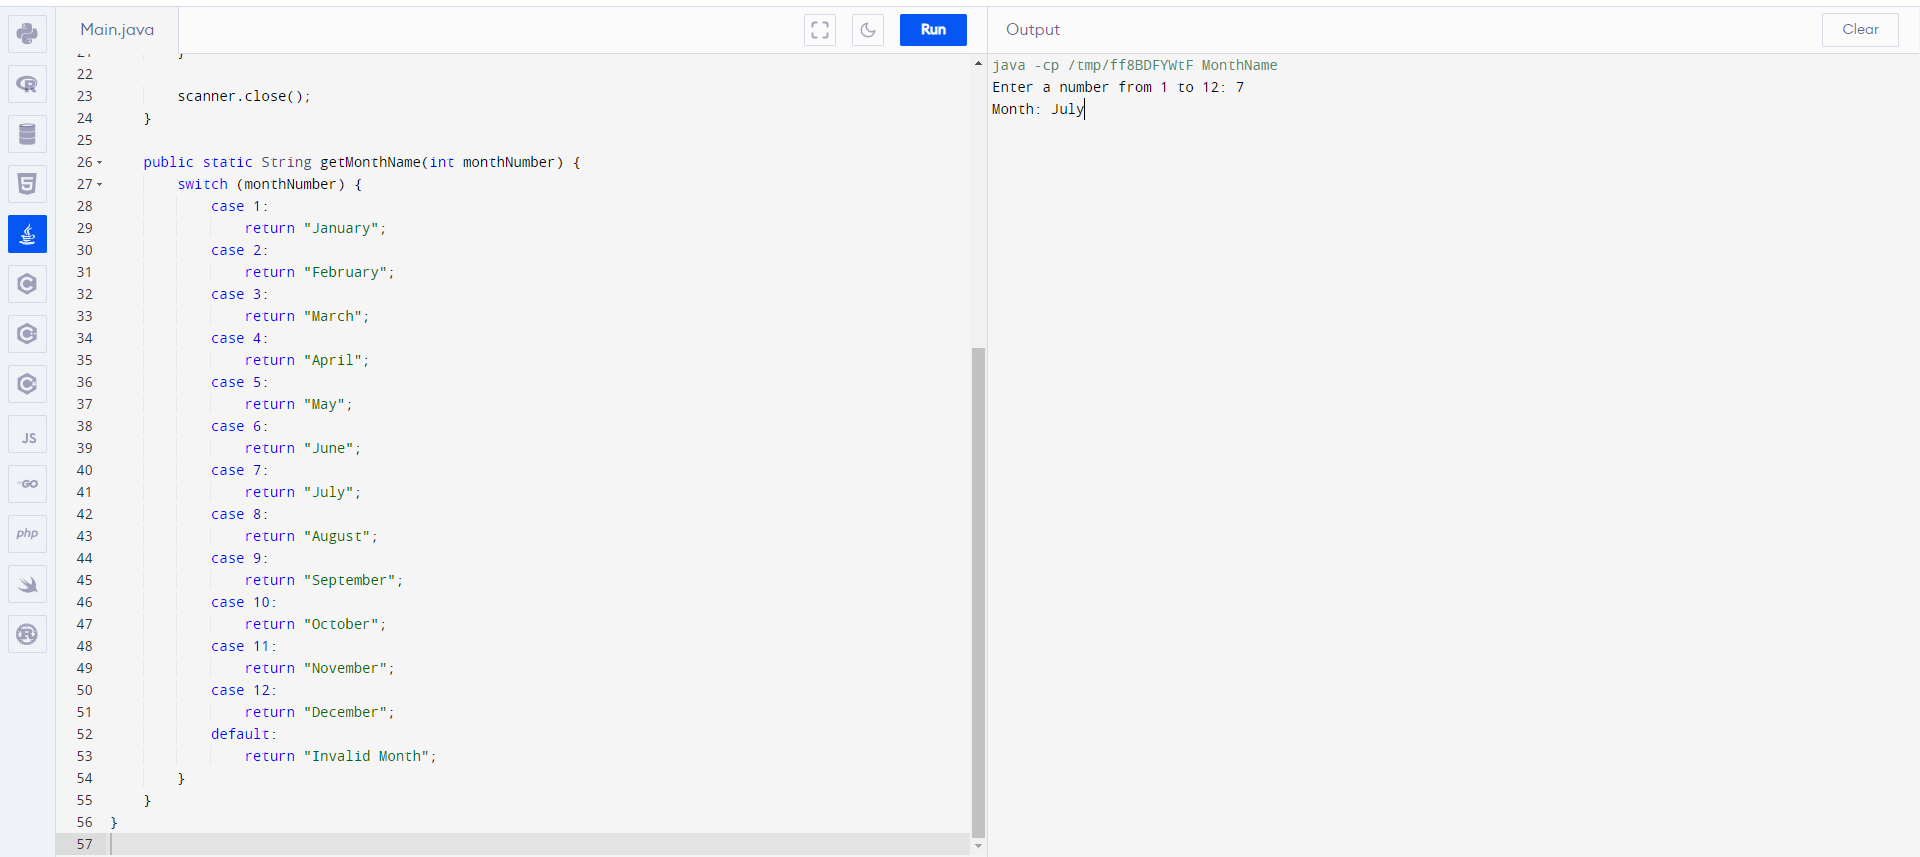 Main.java
Run
Output
Clear
JS
GO
php
21 }
22
23 scanner.close();
24 }
25
26 public static String getMonthName(int monthNumber) {
27 switch (monthNumber) {
28 case 1:
29 return "January";
30 case 2:
31 return "February";
32 case 3:
33 return "March";
34 case 4:
35 return "April";
36 case 5:
37 return "May";
38 case 6:
39 return "June";
40 case 7:
41 return "July";
42 case 8:
43 return "August";
44 case 9:
45 return "September";
46 case 10:
47 return "October";
48 case 11:
49 return "November";
50 case 12:
51 return "December";
52 default:
53 return "Invalid Month";
54 }
55 }
56 }
57
java -cp /tmp/ff8BDFYWtF MonthName
Enter a number from 1 to 12: 7
Month: July